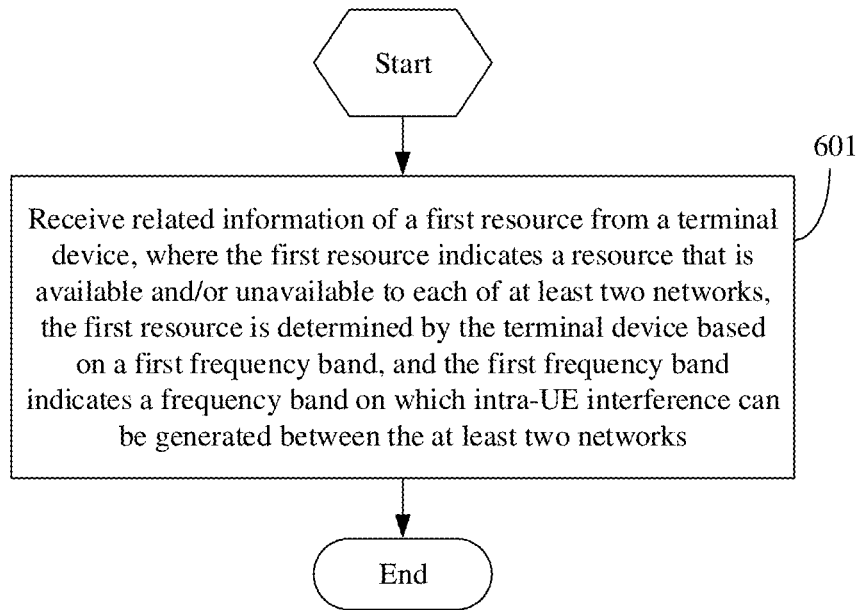 Start
601
Receive related information of a first resource from a terminal
device, where the first resource indicates a resource that is
available and/or unavailable to each of at least two networks,
the first resource is determined by the terminal device based
on a first frequency band, and the first frequency band
indicates a frequency band on which intra-UE interference can
be generated between the at least two networks
End